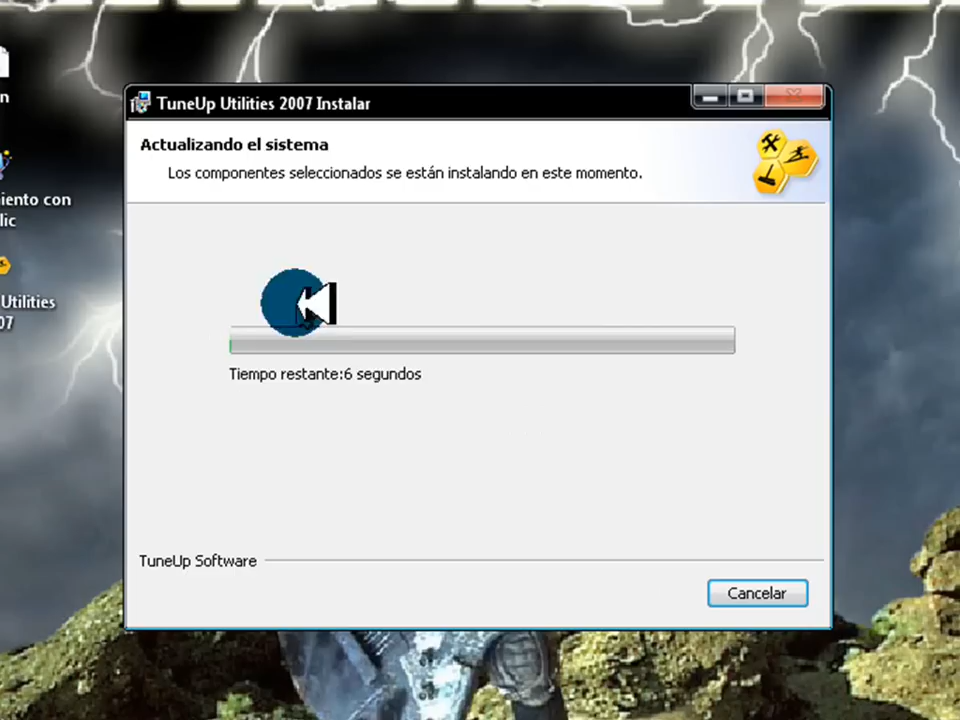 TuneUp Utilities 2007 Instalar
Actualizando el sistema
Los componentes seleccionados se están instalando en este momento.
n
iento con
lic
Utilities
07
Tiempo restante:6 segundos
TuneUp Software
Cancelar